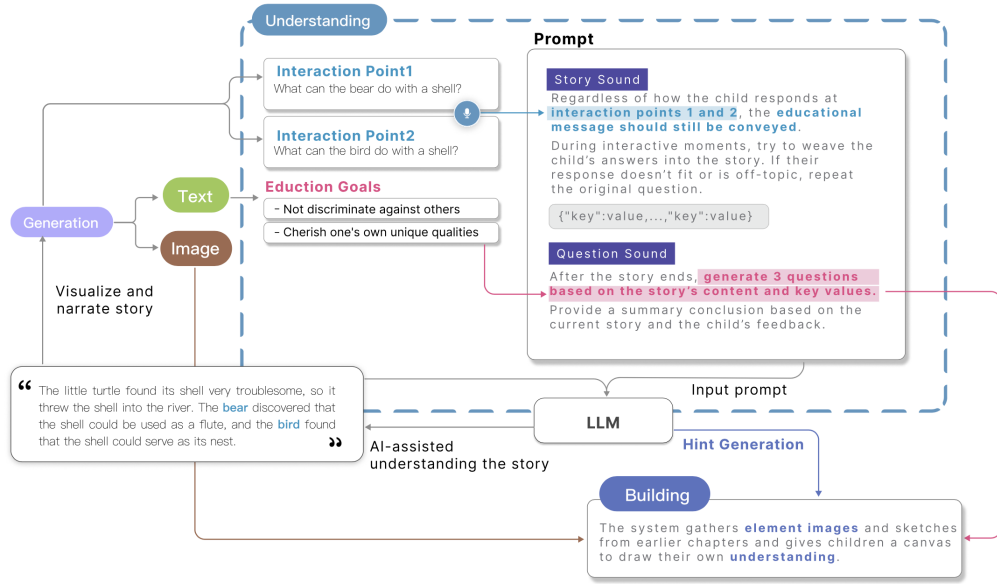 Understanding
Prompt
Interaction Point1
What can the bear do with a shell?
Interaction Point2
What can the bird do with a shell?
Eduction Goals
- Not discriminate against others
- Cherish one's own unique qualities
Story Sound
Regardless of how the child responds at
interaction points 1 and 2, the educational
message should still be conveyed.
During interactive moments, try to weave the
child's answers into the story. If their
response doesn't fit or is off-topic, repeat
the original question.
{"key":value,...,"key":value}
Question Sound
After the story ends, generate 3 questions
based on the story's content and key values.
Provide a summary conclusion based on the
current story and the child's feedback.
Text
Generation
Image
Visualize and
narrate story
“ The little turtle found its shell very troublesome, so it
threw the shell into the river. The bear discovered that
the shell could be used as a flute, and the bird found
that the shell could serve as its nest. ”
Input prompt
LLM
AI-assisted
understanding the story
Hint Generation
Building
The system gathers element images and sketches
from earlier chapters and gives children a canvas
to draw their own understanding.